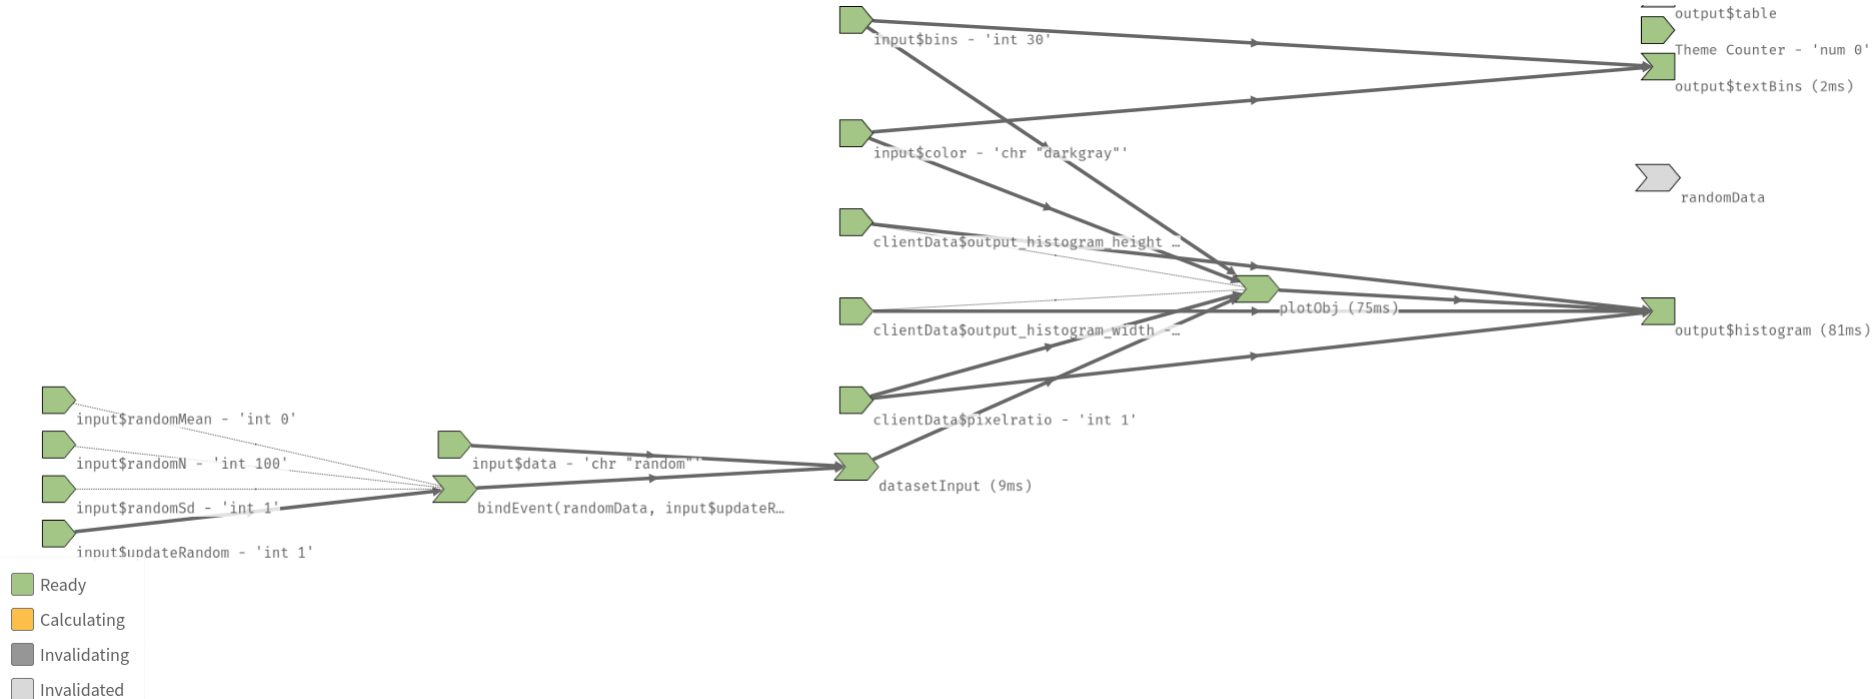 output$table
Theme Counter - 'num 0'
input$bins - 'int 30'
output$textBins (2ms)
input$color - 'chr "darkgray"'
randomData
clientData$output_histogram_height …
plotObj (75ms)
clientData$output_histogram_width -…
output$histogram (81ms)
input$randomMean - 'int 0'
clientData$pixelratio - 'int 1'
input$randomN - 'int 100'
input$data - 'chr "random"'
datasetInput (9ms)
input$randomSd - 'int 1'
bindEvent(randomData, input$updateR…
input$updateRandom - 'int 1'
Ready
Calculating
Invalidating
Invalidated